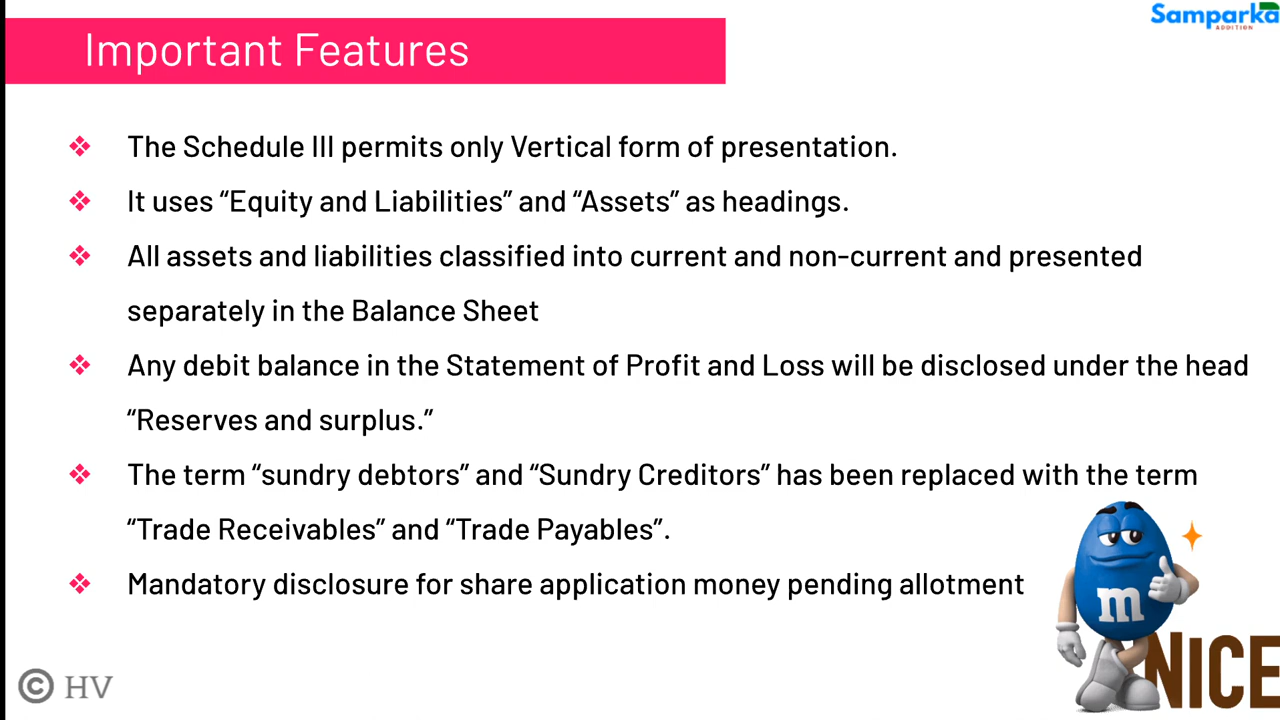 Samparka
ADDITION
Important Features
❖ The Schedule III permits only Vertical form of presentation.
❖ It uses “Equity and Liabilities” and “Assets” as headings.
❖ All assets and liabilities classified into current and non-current and presented
separately in the Balance Sheet
❖ Any debit balance in the Statement of Profit and Loss will be disclosed under the head
“Reserves and surplus.”
❖ The term “sundry debtors” and “Sundry Creditors” has been replaced with the term
“Trade Receivables” and “Trade Payables”.
❖ Mandatory disclosure for share application money pending allotment
m
NICE
© HV